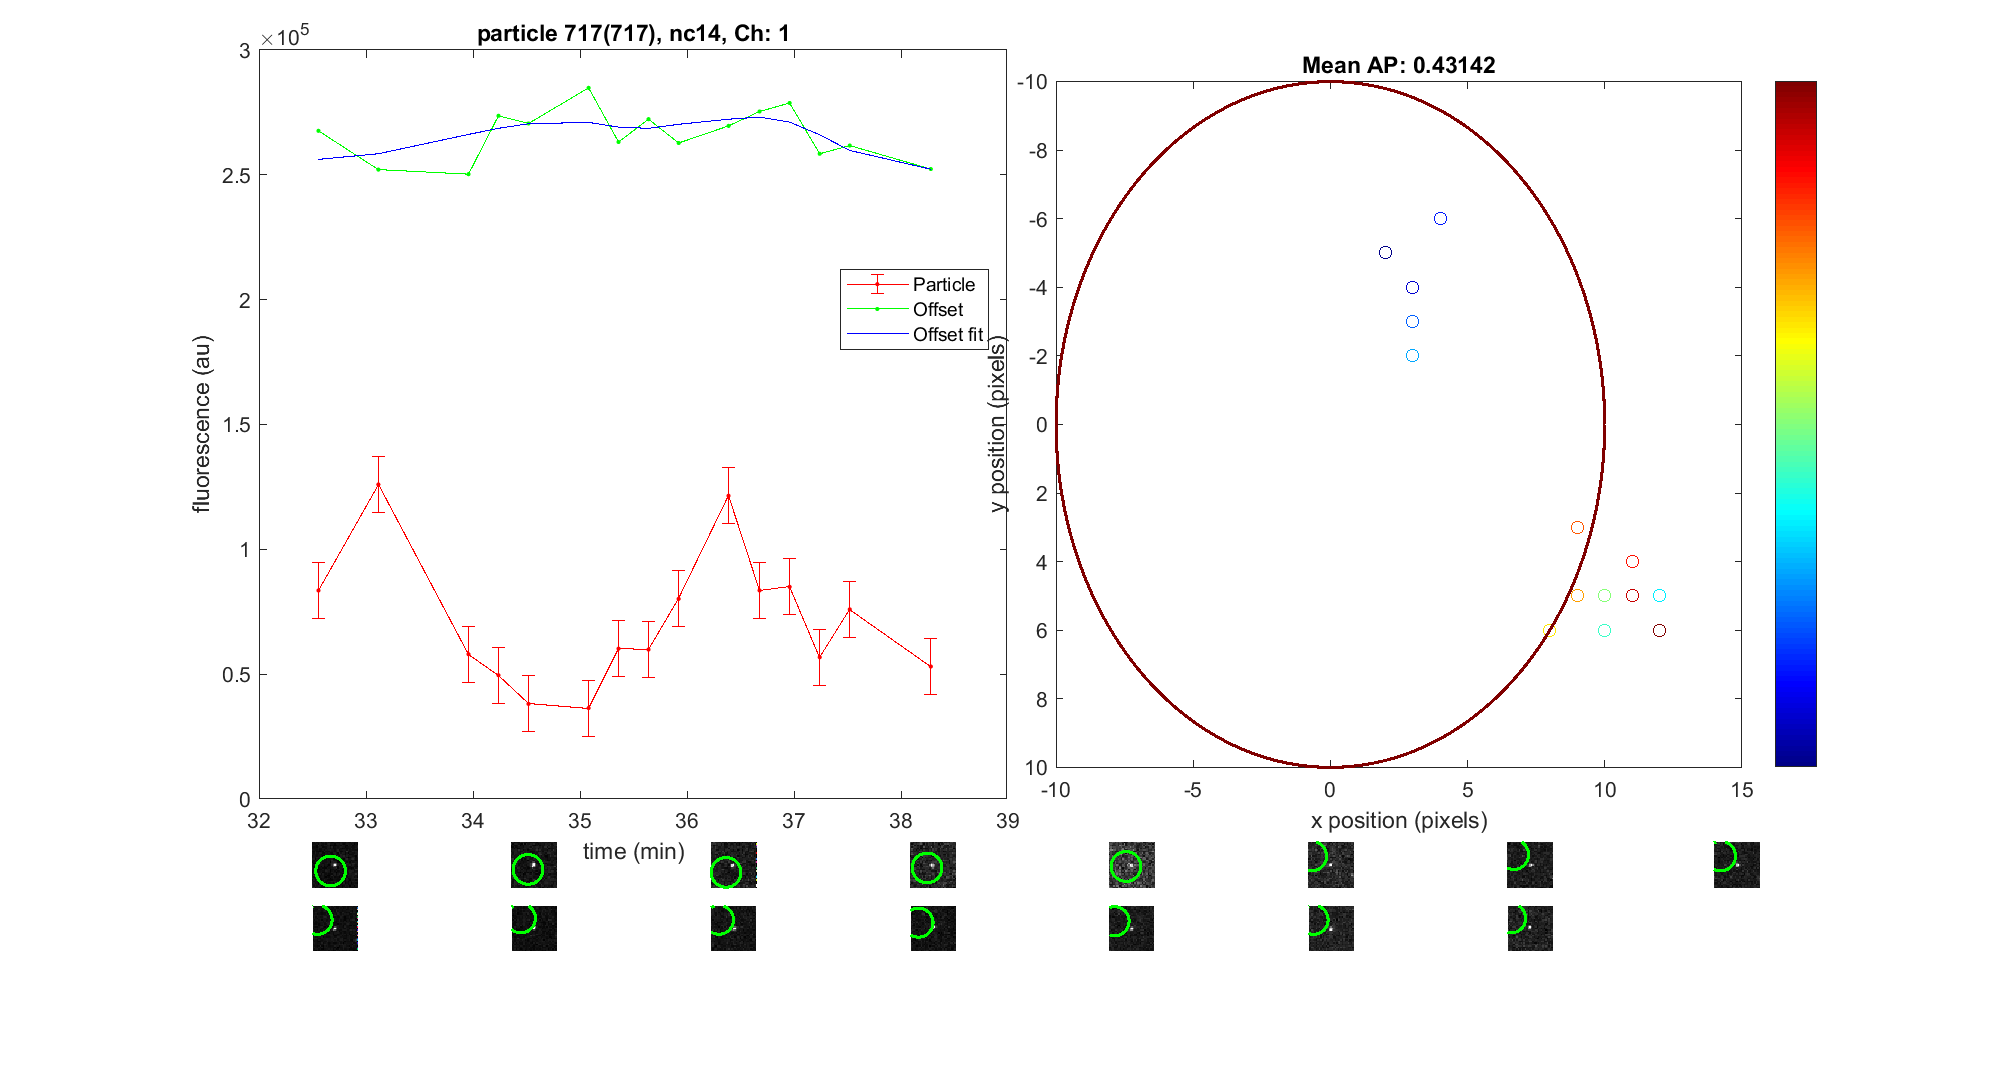 particle 717(717), nc14, Ch: 1
×10^5
3
2.5
2
1.5
1
0.5
0
32 33 34 35 36 37 38 39
fluorescence (au)
time (min)
Particle
Offset
Offset fit
Mean AP: 0.43142
-10
-8
-6
-4
-2
0
2
4
6
8
10
-10 -5 0 5 10 15
y position (pixels)
x position (pixels)